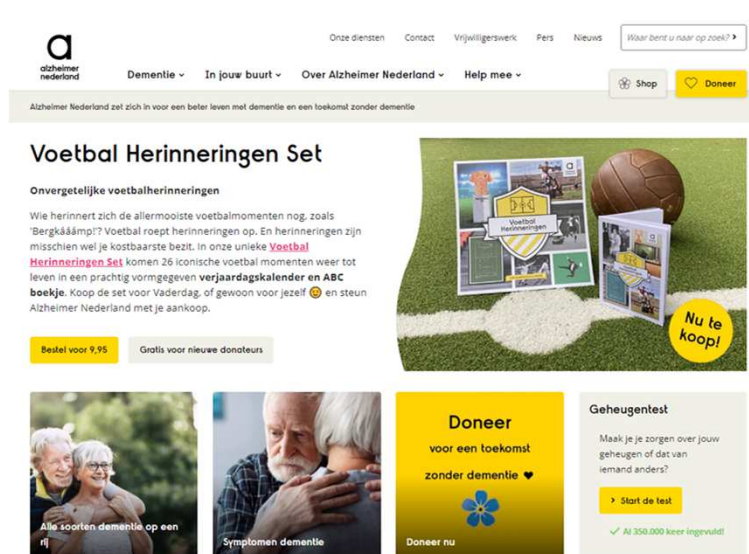 Onze diensten Contact Vrijwilligerswerk Pers Nieuws Waar bent u naar op zoek?
a
alzheimer
nederland
Dementie In jouw buurt Over Alzheimer Nederland Help mee
Shop Doneer
Alzheimer Nederland zet zich in voor een beter leven met dementie en een toekomst zonder dementie
Voetbal Herinneringen Set
Onvergetelijke voetbalherinneringen
Wie herinnert zich de allermooiste voetbalmomenten nog, zoals
'Bergkááámp!'? Voetbal roept herinneringen op. En herinneringen zijn
misschien wel je kostbaarste bezit. In onze unieke Voetbal
Herinneringen Set komen 26 iconische voetbal momenten weer tot
leven in een prachtig vormgegeven verjaardagskalender en ABC
boekje. Koop de set voor Vaderdag, of gewoon voor jezelf 😉 en steun
Alzheimer Nederland met je aankoop.
Bestel voor 9,95 Gratis voor nieuwe donateurs
Voetbal
Herinneringen
Nu te
koop!
Alle soorten dementie op een
rij
Symptomen dementie
Doneer
voor een toekomst
zonder dementie ♥
Doneer nu
Geheugentest
Maak je je zorgen over jouw
geheugen of dat van
iemand anders?
Start de test
✓ Al 350.000 keer ingevuld!